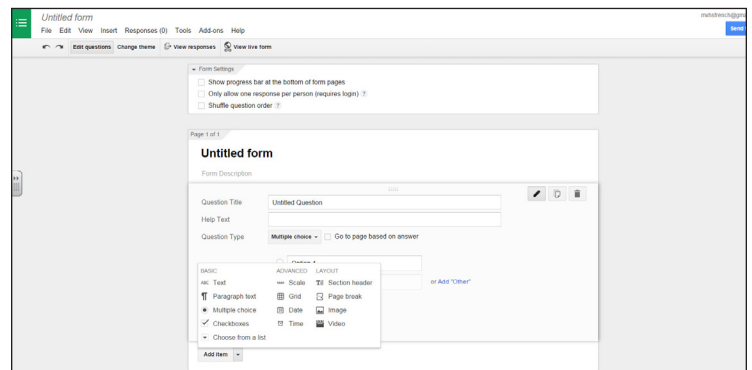 Untitled form
File Edit View Insert Responses (0) Tools Add-ons Help
Send
Edit questions Change theme View responses View live form
Form Settings
Show progress bar at the bottom of form pages
Only allow one response per person (requires login) ?
Shuffle question order ?
Page 1 of 1
Untitled form
Form Description
Question Title Untitled Question
Help Text
Question Type Multiple choice Go to page based on answer
or Add "Other"
BASIC ADVANCED LAYOUT
ABC Text Scale Section header
Paragraph text Grid Page break
Multiple choice Date Image
Checkboxes Time Video
Choose from a list
Add item